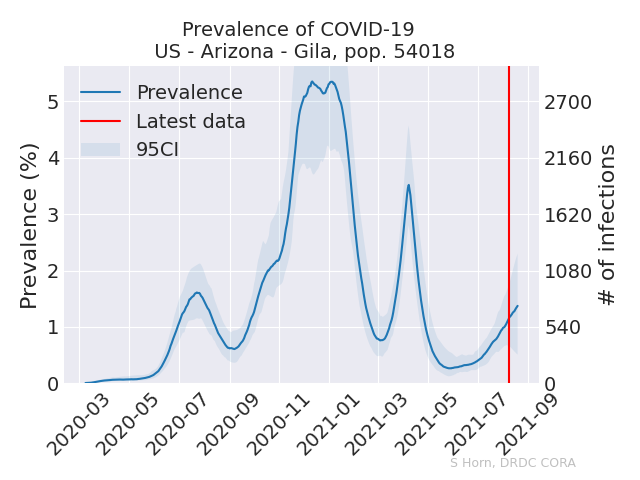 Prevalence of COVID-19
US - Arizona - Gila, pop. 54018
Prevalence
Latest data
95CI
Prevalence (%)
5
4
3
2
1
0
2700
2160
1620
1080
540
0
# of infections
2020-03
2020-05
2020-07
2020-09
2020-11
2021-01
2021-03
2021-05
2021-07
2021-09
S Horn, DRDC CORA